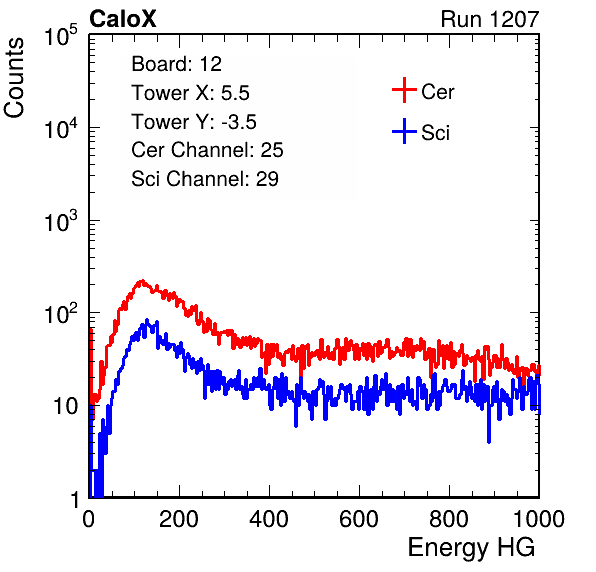 CaloX Run 1207
Counts
Board: 12
Tower X: 5.5
Tower Y: -3.5
Cer Channel: 25
Sci Channel: 29
Cer
Sci
10^5
10^4
10^3
10^2
10
1
0 200 400 600 800 1000
Energy HG